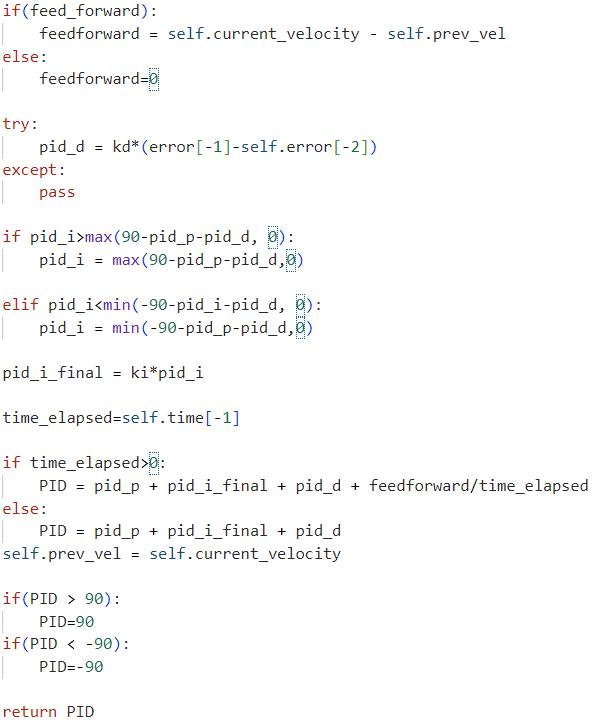 if(feed_forward):
    feedforward = self.current_velocity - self.prev_vel
else:
    feedforward=0
try:
    pid_d = kd*(error[-1]-self.error[-2])
except:
    pass
if pid_i>max(90-pid_p-pid_d, 0):
    pid_i = max(90-pid_p-pid_d,0)
elif pid_i<min(-90-pid_i-pid_d, 0):
    pid_i = min(-90-pid_p-pid_d,0)
pid_i_final = ki*pid_i
time_elapsed=self.time[-1]
if time_elapsed>0:
    PID = pid_p + pid_i_final + pid_d + feedforward/time_elapsed
else:
    PID = pid_p + pid_i_final + pid_d
self.prev_vel = self.current_velocity
if(PID > 90):
    PID=90
if(PID < -90):
    PID=-90
return PID